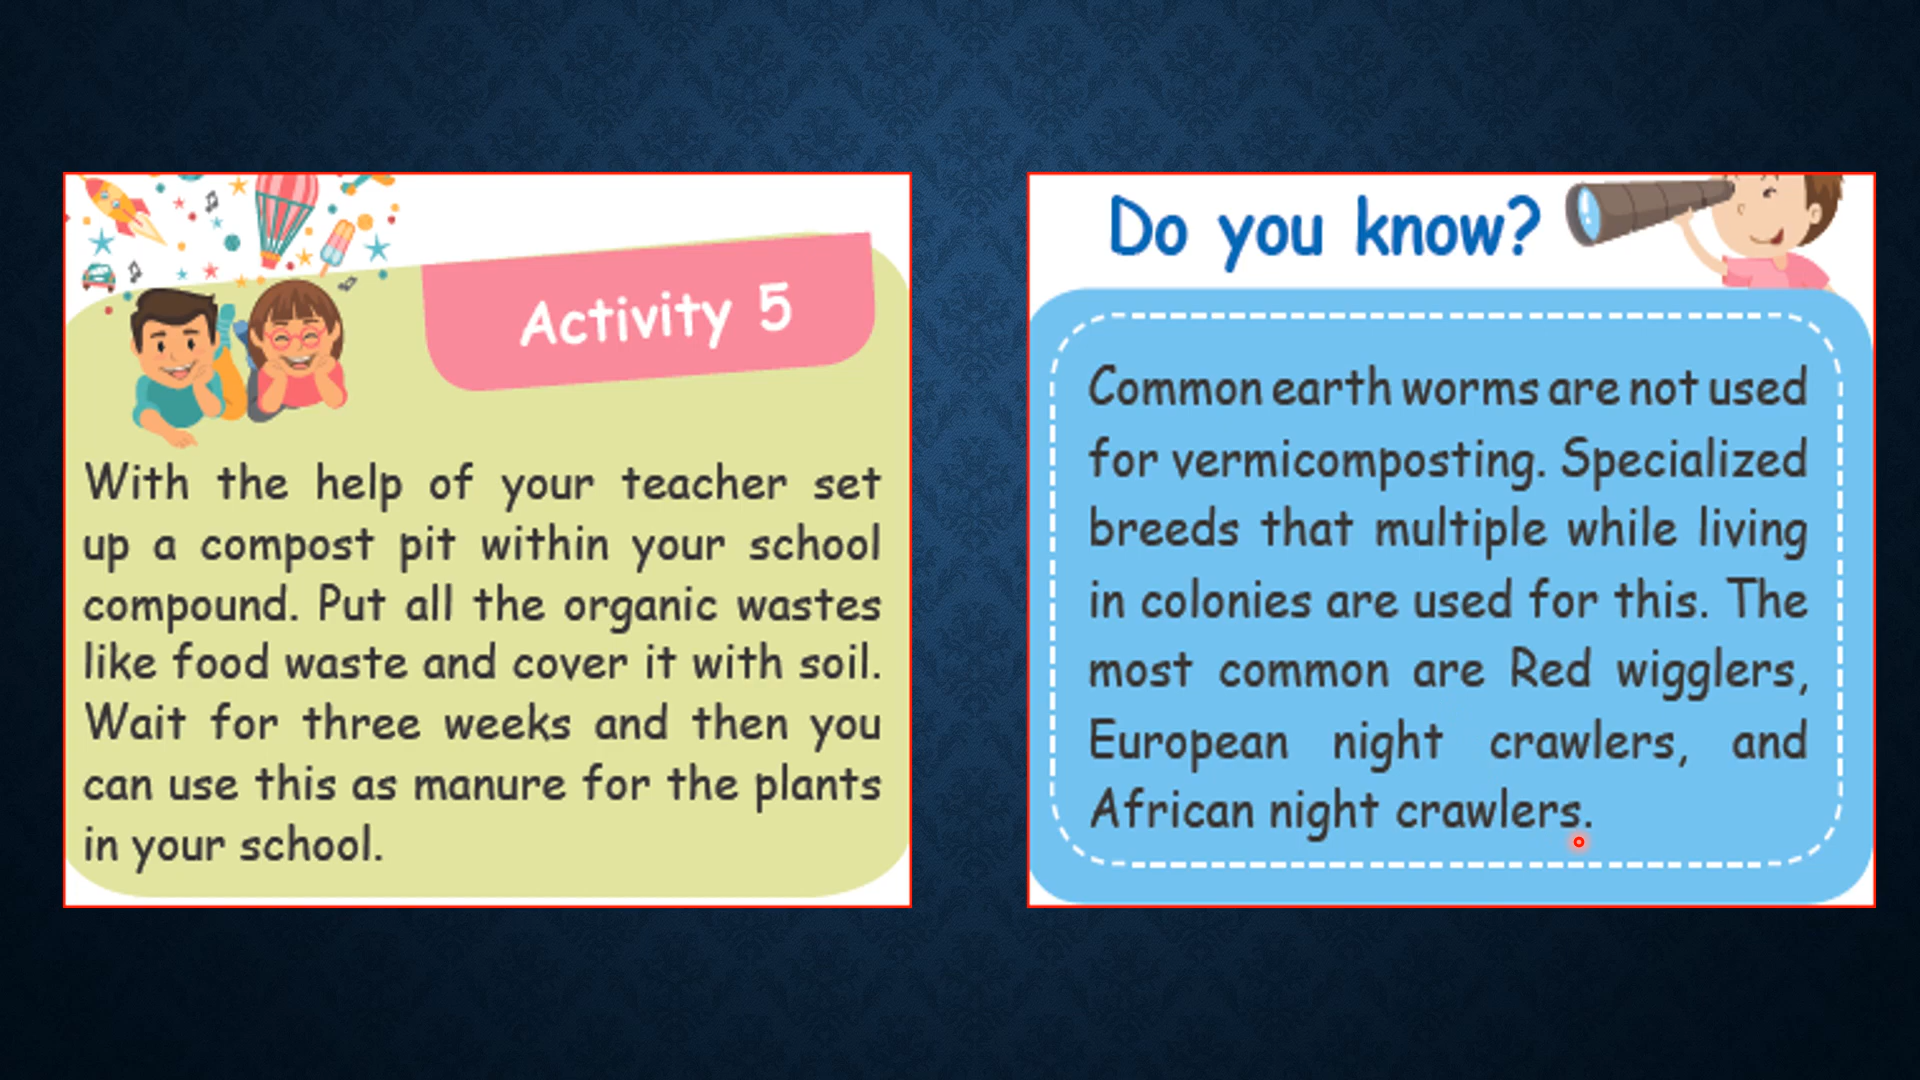 Activity 5
With the help of your teacher set
up a compost pit within your school
compound. Put all the organic wastes
like food waste and cover it with soil.
Wait for three weeks and then you
can use this as manure for the plants
in your school.
Do you know?
Common earth worms are not used
for vermicomposting. Specialized
breeds that multiple while living
in colonies are used for this. The
most common are Red wigglers,
European night crawlers, and
African night crawlers.